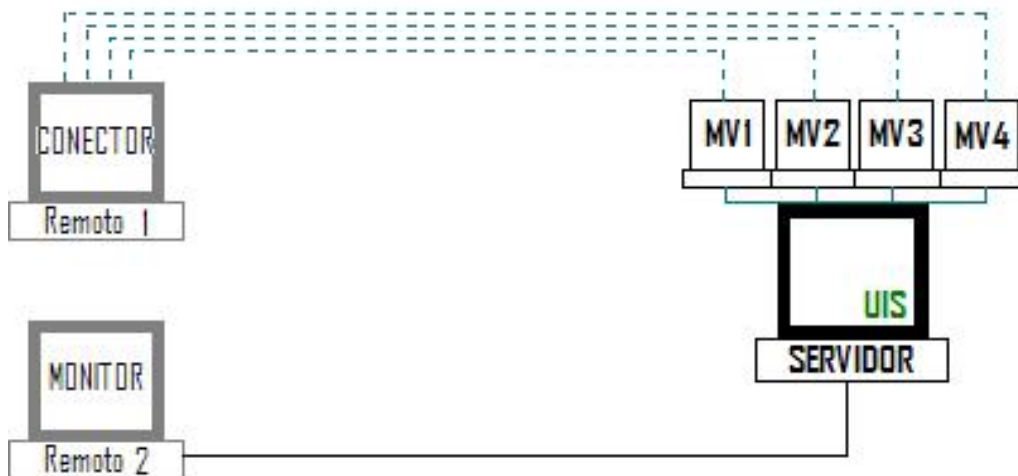 CONECTOR
Remoto 1
MV1
MV2
MV3
MV4
UIS
SERVIDOR
MONITOR
Remoto 2